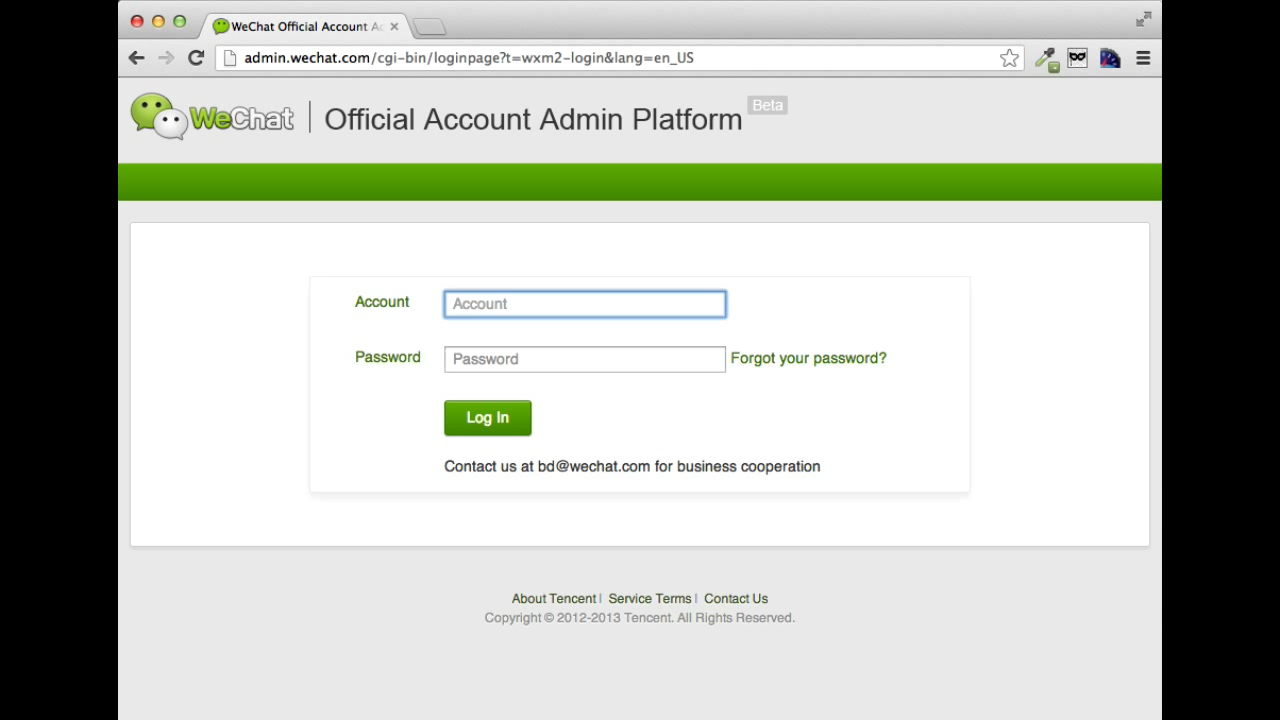 WeChat Official Account Ac
admin.wechat.com/cgi-bin/loginpage?t=wxm2-login&lang=en_US
WeChat | Official Account Admin Platform Beta
Account Account
Password Password Forgot your password?
Log In
Contact us at bd@wechat.com for business cooperation
About Tencent | Service Terms | Contact Us
Copyright © 2012-2013 Tencent. All Rights Reserved.